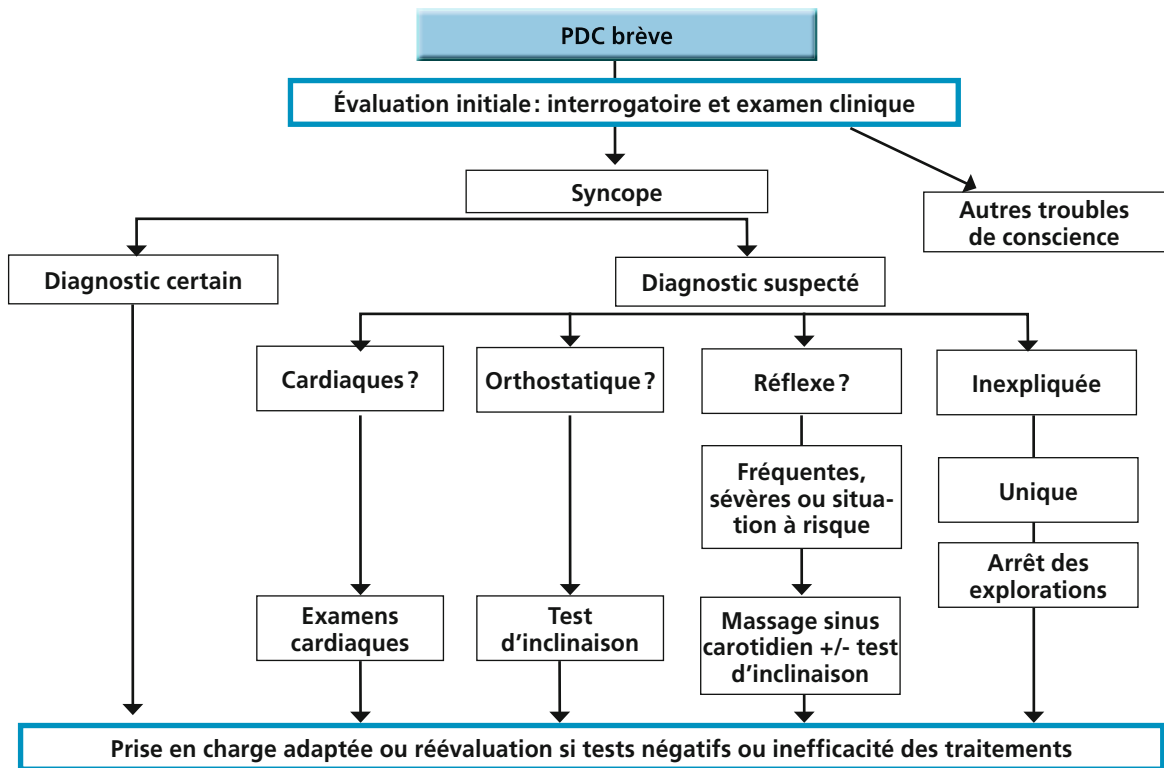 PDC brève
Évaluation initiale : interrogatoire et examen clinique
Syncope
Autres troubles
de conscience
Diagnostic certain
Diagnostic suspecté
Cardiaques ?
Orthostatique ?
Réflexe ?
Inexpliquée
Fréquentes,
sévères ou situa-
tion à risque
Unique
Arrêt des
explorations
Examens
cardiaques
Test
d’inclinaison
Massage sinus
carotidien +/- test
d’inclinaison
Prise en charge adaptée ou réévaluation si tests négatifs ou inefficacité des traitements